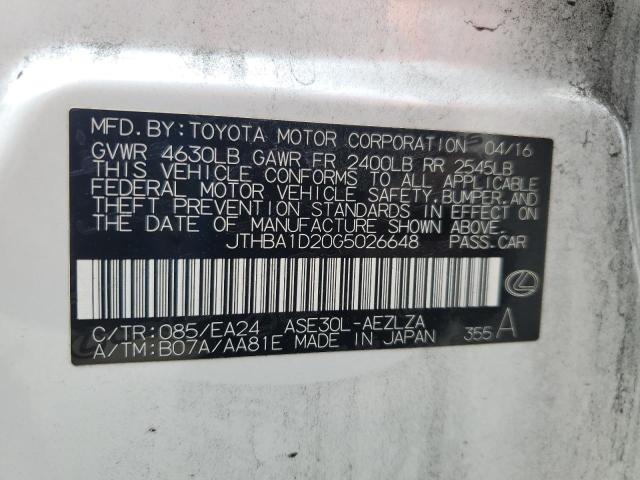 MFD. BY: TOYOTA MOTOR CORPORATION 04/16
GVWR 4630LB GAWR FR 2400LB RR 2545LB
THIS VEHICLE CONFORMS TO ALL APPLICABLE
FEDERAL MOTOR VEHICLE SAFETY, BUMPER, AND
THEFT PREVENTION STANDARDS IN EFFECT ON
THE DATE OF MANUFACTURE SHOWN ABOVE.
JTHBA1D20G5026648 PASS.CAR
C/TR:085/EA24 ASE30L-AEZLZA
A/TM:B07A/AA81E MADE IN JAPAN 355 A